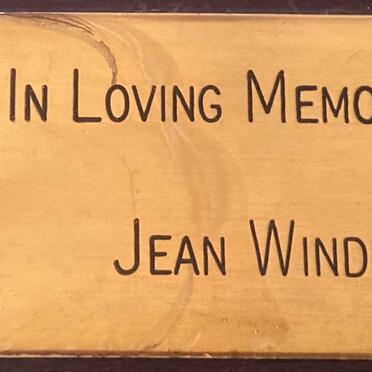 In Loving Memo
Jean Wind